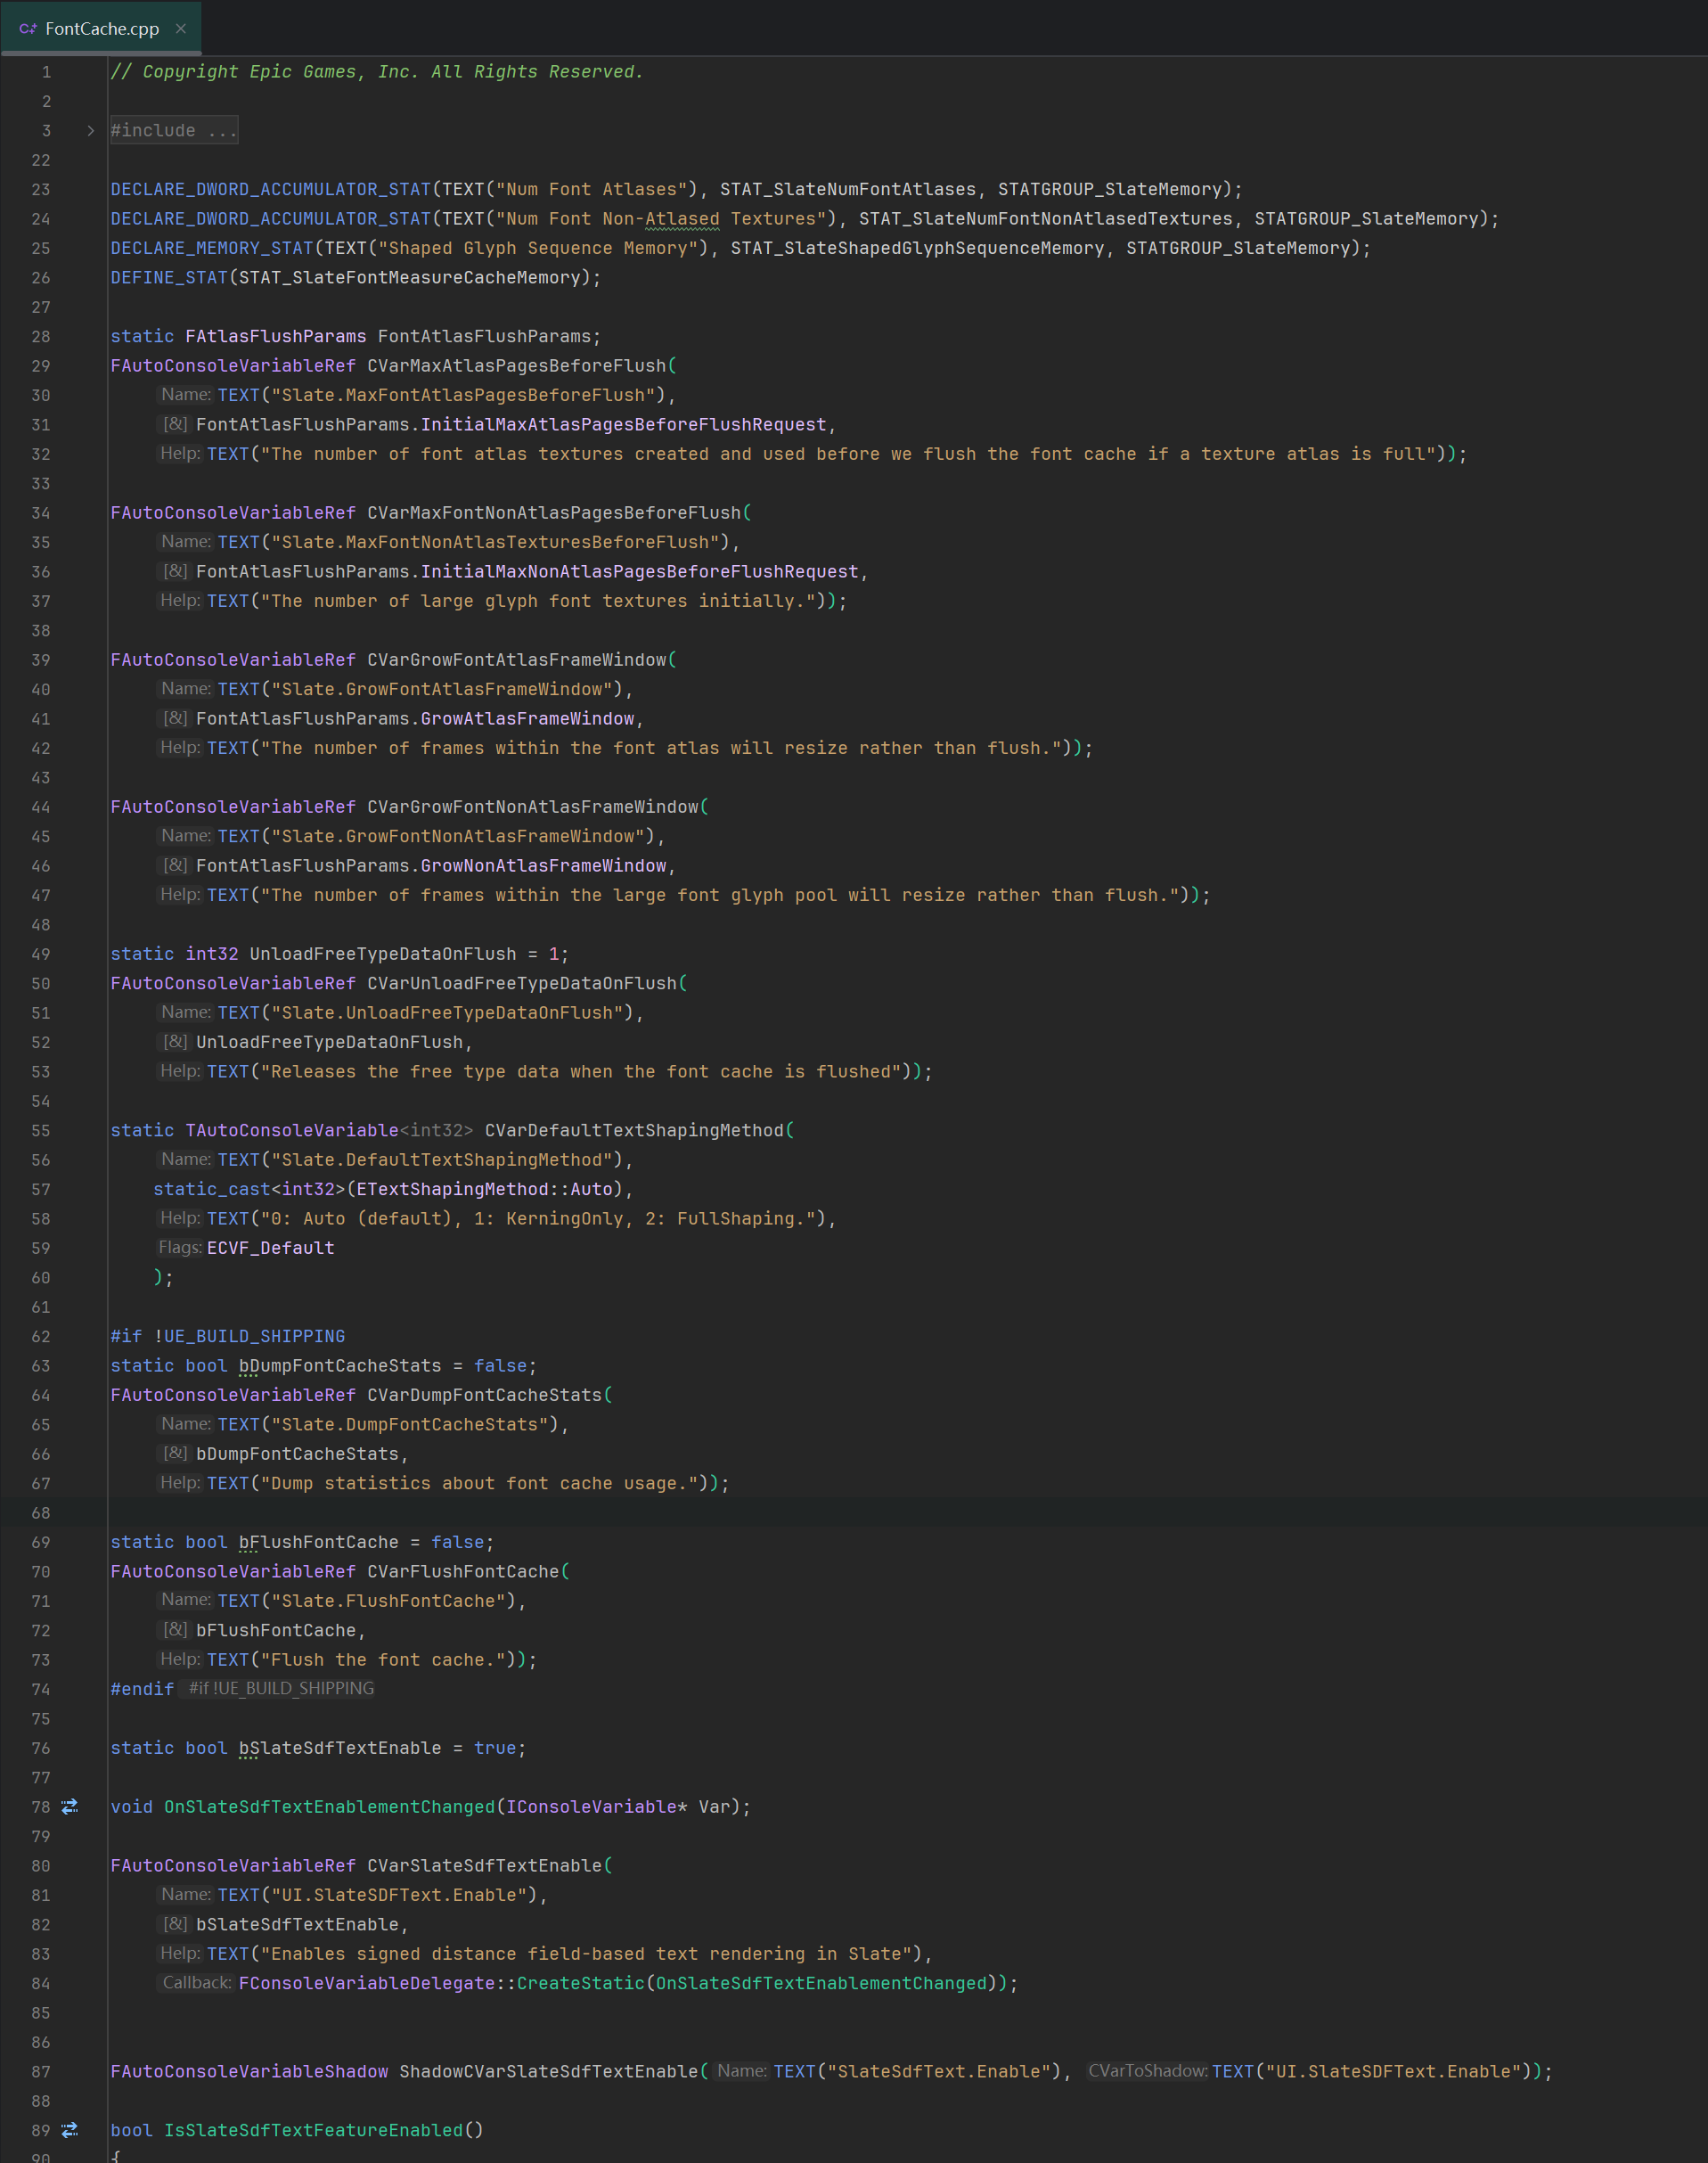 FontCache.cpp
1 // Copyright Epic Games, Inc. All Rights Reserved.
2
3 #include ...
22
23 DECLARE_DWORD_ACCUMULATOR_STAT(TEXT("Num Font Atlases"), STAT_SlateNumFontAtlases, STATGROUP_SlateMemory);
24 DECLARE_DWORD_ACCUMULATOR_STAT(TEXT("Num Font Non-Atlased Textures"), STAT_SlateNumFontNonAtlasedTextures, STATGROUP_SlateMemory);
25 DECLARE_MEMORY_STAT(TEXT("Shaped Glyph Sequence Memory"), STAT_SlateShapedGlyphSequenceMemory, STATGROUP_SlateMemory);
26 DEFINE_STAT(STAT_SlateFontMeasureCacheMemory);
27
28 static FAtlasFlushParams FontAtlasFlushParams;
29 FAutoConsoleVariableRef CVarMaxAtlasPagesBeforeFlush(
30 Name: TEXT("Slate.MaxFontAtlasPagesBeforeFlush"),
31 [&] FontAtlasFlushParams.InitialMaxAtlasPagesBeforeFlushRequest,
32 Help: TEXT("The number of font atlas textures created and used before we flush the font cache if a texture atlas is full"));
33
34 FAutoConsoleVariableRef CVarMaxFontNonAtlasPagesBeforeFlush(
35 Name: TEXT("Slate.MaxFontNonAtlasTexturesBeforeFlush"),
36 [&] FontAtlasFlushParams.InitialMaxNonAtlasPagesBeforeFlushRequest,
37 Help: TEXT("The number of large glyph font textures initially."));
38
39 FAutoConsoleVariableRef CVarGrowFontAtlasFrameWindow(
40 Name: TEXT("Slate.GrowFontAtlasFrameWindow"),
41 [&] FontAtlasFlushParams.GrowAtlasFrameWindow,
42 Help: TEXT("The number of frames within the font atlas will resize rather than flush."));
43
44 FAutoConsoleVariableRef CVarGrowFontNonAtlasFrameWindow(
45 Name: TEXT("Slate.GrowFontNonAtlasFrameWindow"),
46 [&] FontAtlasFlushParams.GrowNonAtlasFrameWindow,
47 Help: TEXT("The number of frames within the large font glyph pool will resize rather than flush."));
48
49 static int32 UnloadFreeTypeDataOnFlush = 1;
50 FAutoConsoleVariableRef CVarUnloadFreeTypeDataOnFlush(
51 Name: TEXT("Slate.UnloadFreeTypeDataOnFlush"),
52 [&] UnloadFreeTypeDataOnFlush,
53 Help: TEXT("Releases the free type data when the font cache is flushed"));
54
55 static TAutoConsoleVariable<int32> CVarDefaultTextShapingMethod(
56 Name: TEXT("Slate.DefaultTextShapingMethod"),
57 static_cast<int32>(ETextShapingMethod::Auto),
58 Help: TEXT("0: Auto (default), 1: KerningOnly, 2: FullShaping."),
59 Flags: ECVF_Default
60 );
61
62 #if !UE_BUILD_SHIPPING
63 static bool bDumpFontCacheStats = false;
64 FAutoConsoleVariableRef CVarDumpFontCacheStats(
65 Name: TEXT("Slate.DumpFontCacheStats"),
66 [&] bDumpFontCacheStats,
67 Help: TEXT("Dump statistics about font cache usage."));
68
69 static bool bFlushFontCache = false;
70 FAutoConsoleVariableRef CVarFlushFontCache(
71 Name: TEXT("Slate.FlushFontCache"),
72 [&] bFlushFontCache,
73 Help: TEXT("Flush the font cache."));
74 #endif #if !UE_BUILD_SHIPPING
75
76 static bool bSlateSdfTextEnable = true;
77
78 void OnSlateSdfTextEnablementChanged(IConsoleVariable* Var);
79
80 FAutoConsoleVariableRef CVarSlateSdfTextEnable(
81 Name: TEXT("UI.SlateSDFText.Enable"),
82 [&] bSlateSdfTextEnable,
83 Help: TEXT("Enables signed distance field-based text rendering in Slate"),
84 Callback: FConsoleVariableDelegate::CreateStatic(OnSlateSdfTextEnablementChanged));
85
86
87 FAutoConsoleVariableShadow ShadowCVarSlateSdfTextEnable( Name: TEXT("SlateSdfText.Enable"), CVarToShadow: TEXT("UI.SlateSDFText.Enable"));
88
89 bool IsSlateSdfTextFeatureEnabled()
90 {